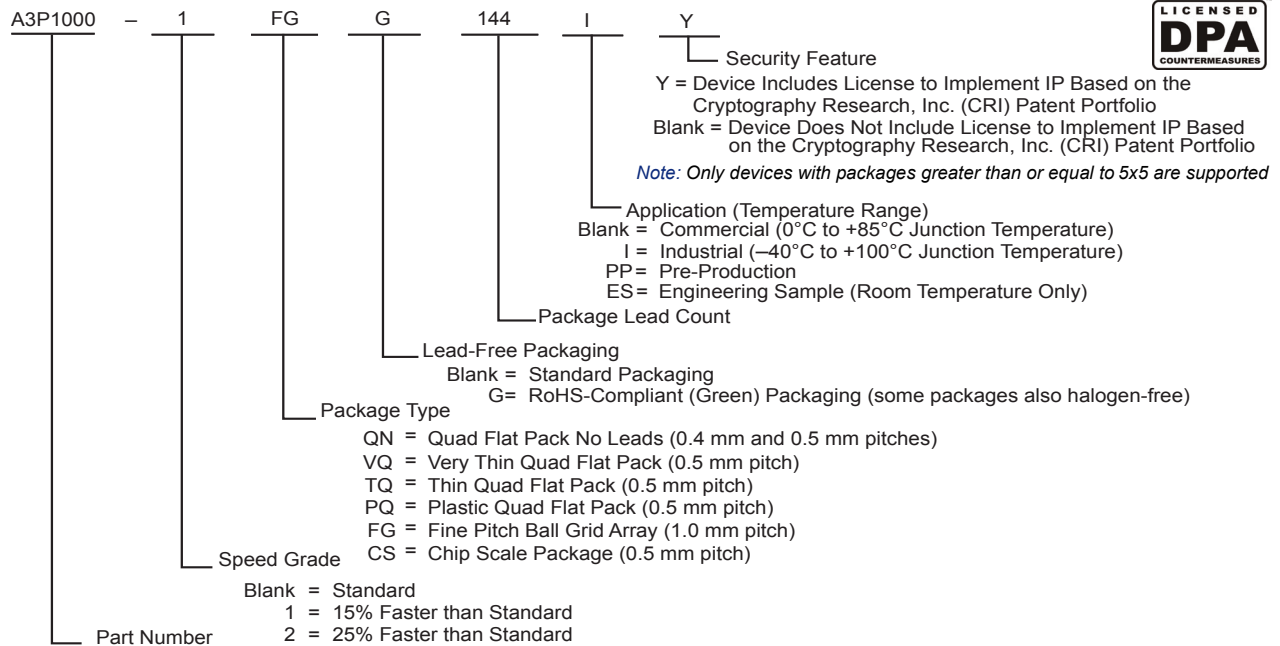 A3P1000 – 1 FG G 144 I Y
LICENSED
DPA
COUNTERMEASURES
Security Feature
Y = Device Includes License to Implement IP Based on the
Cryptography Research, Inc. (CRI) Patent Portfolio
Blank = Device Does Not Include License to Implement IP Based
on the Cryptography Research, Inc. (CRI) Patent Portfolio
Note: Only devices with packages greater than or equal to 5x5 are supported
Application (Temperature Range)
Blank = Commercial (0°C to +85°C Junction Temperature)
I = Industrial (–40°C to +100°C Junction Temperature)
PP = Pre-Production
ES = Engineering Sample (Room Temperature Only)
Package Lead Count
Lead-Free Packaging
Blank = Standard Packaging
G= RoHS-Compliant (Green) Packaging (some packages also halogen-free)
Package Type
QN = Quad Flat Pack No Leads (0.4 mm and 0.5 mm pitches)
VQ = Very Thin Quad Flat Pack (0.5 mm pitch)
TQ = Thin Quad Flat Pack (0.5 mm pitch)
PQ = Plastic Quad Flat Pack (0.5 mm pitch)
FG = Fine Pitch Ball Grid Array (1.0 mm pitch)
CS = Chip Scale Package (0.5 mm pitch)
Speed Grade
Blank = Standard
1 = 15% Faster than Standard
2 = 25% Faster than Standard
Part Number